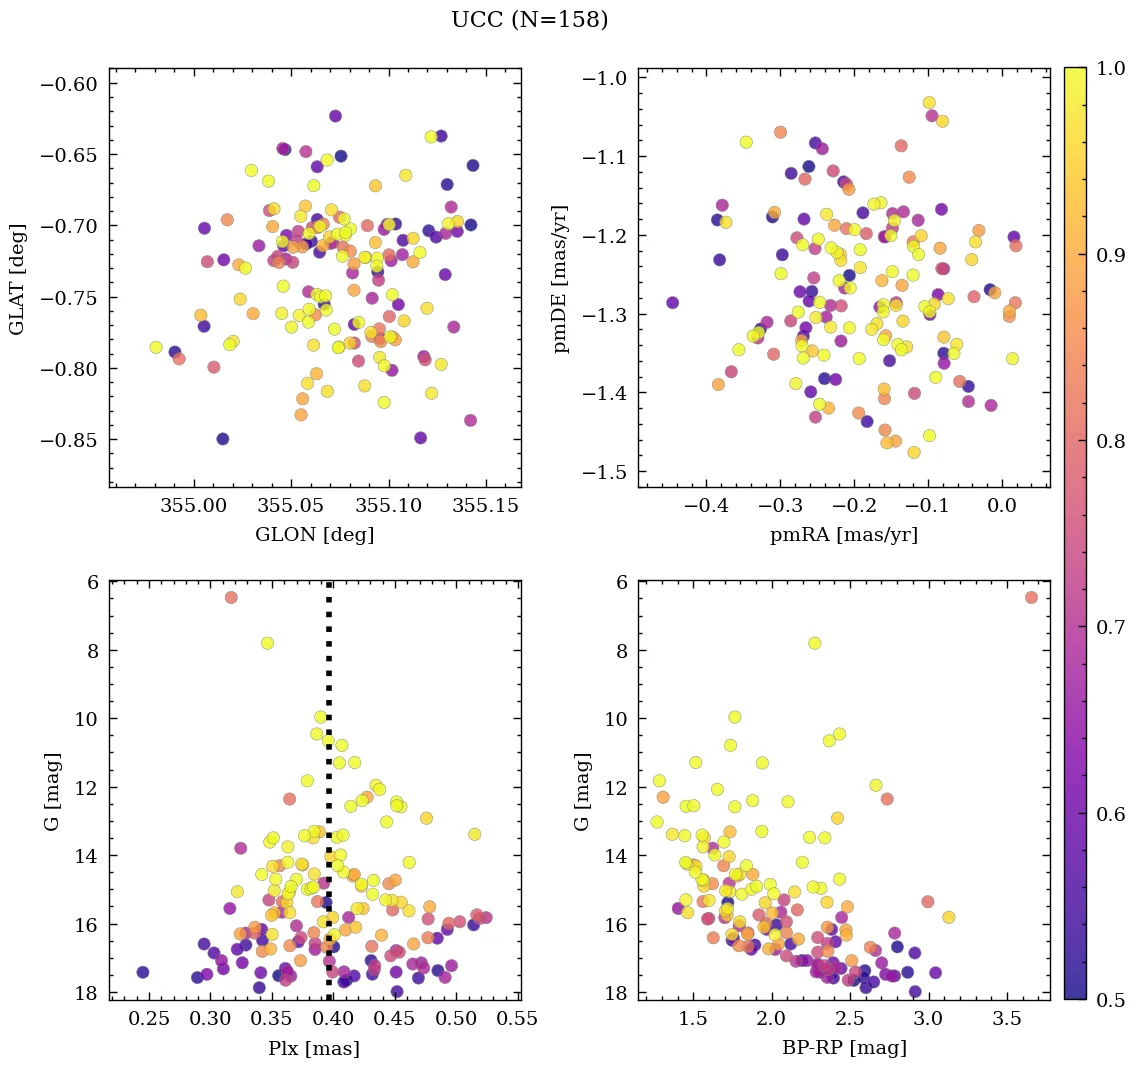 UCC (N=158)
−0.60
−0.65
−0.70
−0.75
−0.80
−0.85
GLAT [deg]
355.00 355.05 355.10 355.15
GLON [deg]
−1.0
−1.1
−1.2
−1.3
−1.4
−1.5
pmDE [mas/yr]
−0.4 −0.3 −0.2 −0.1 0.0
pmRA [mas/yr]
6
8
10
12
14
16
18
G [mag]
0.25 0.30 0.35 0.40 0.45 0.50 0.55
Plx [mas]
6
8
10
12
14
16
18
G [mag]
1.5 2.0 2.5 3.0 3.5
BP-RP [mag]
1.0
0.9
0.8
0.7
0.6
0.5